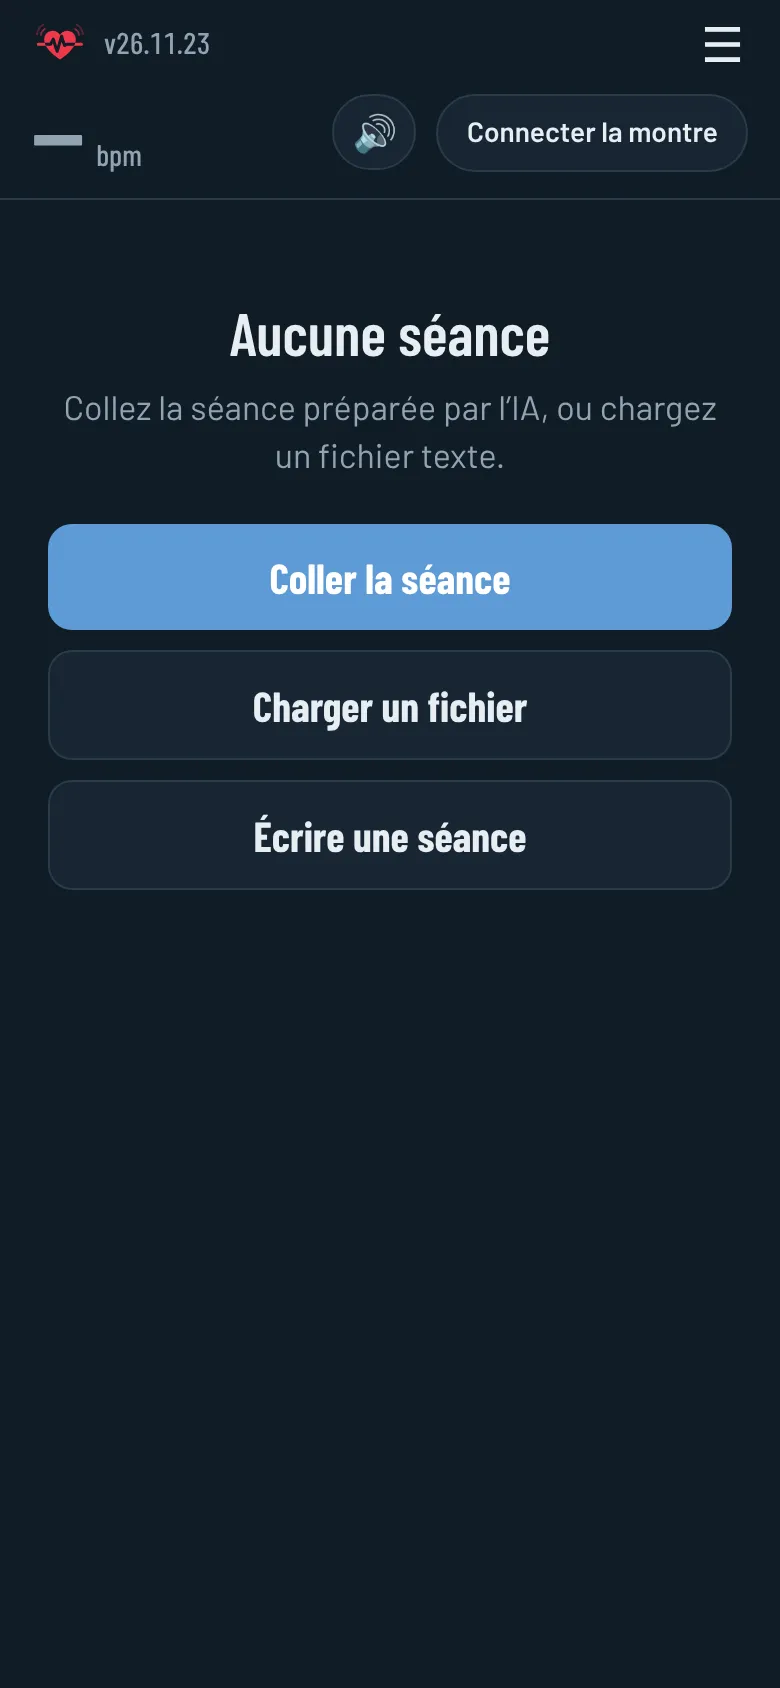 v26.11.23
bpm
Connecter la montre
Aucune séance
Collez la séance préparée par l’IA, ou chargez
un fichier texte.
Coller la séance
Charger un fichier
Écrire une séance